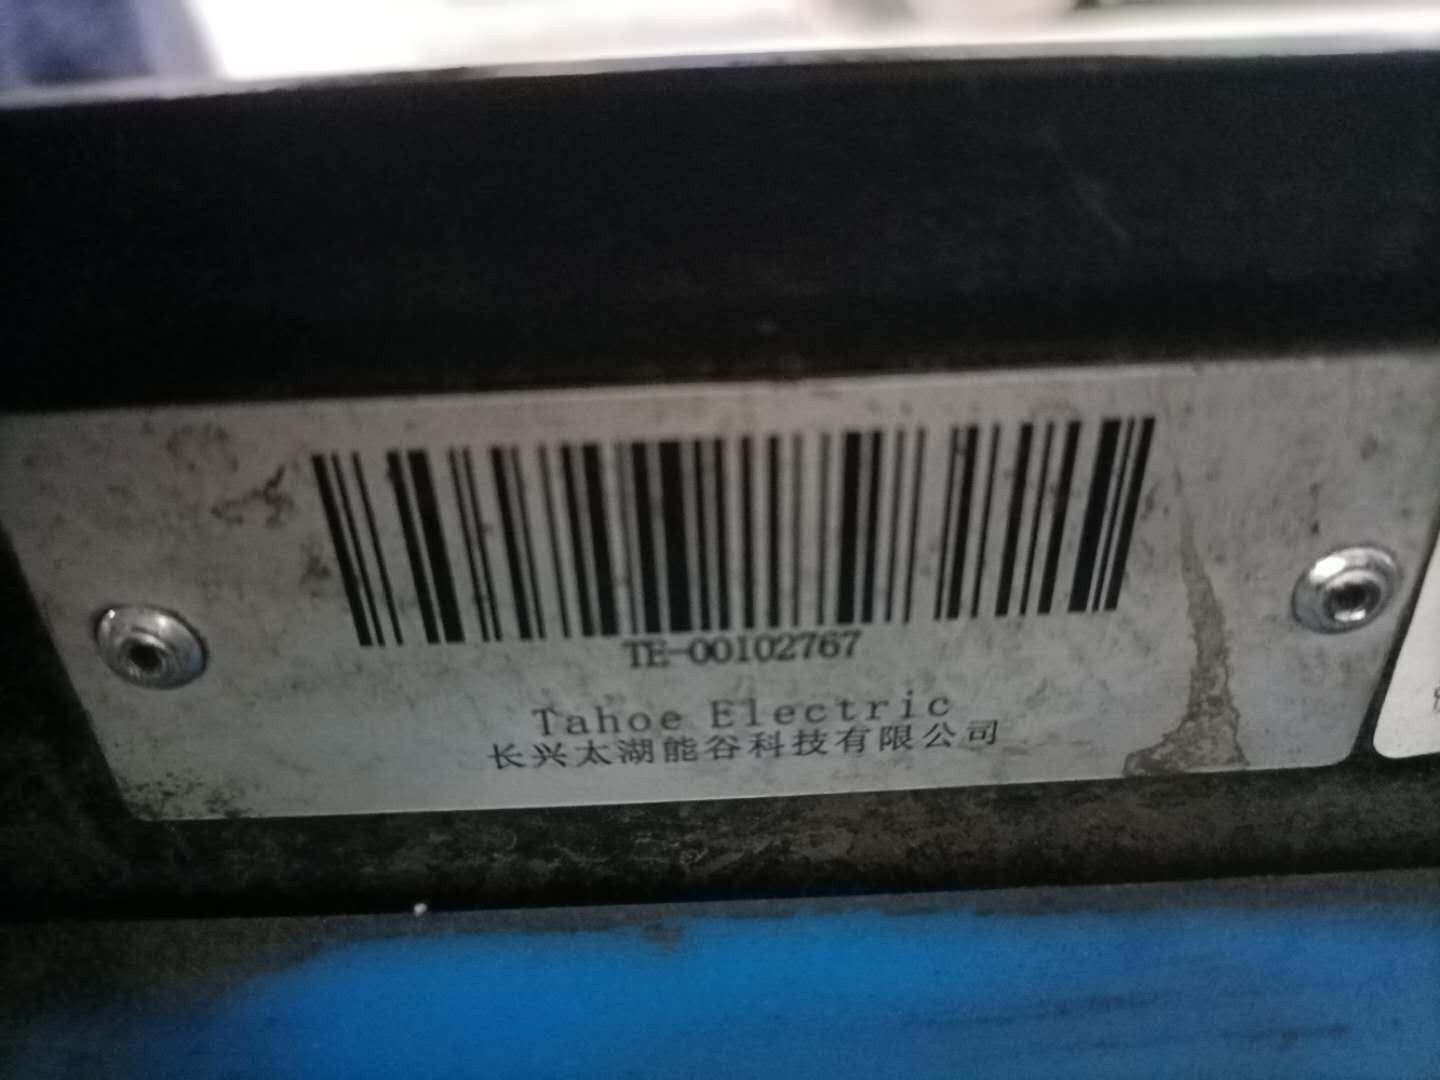 TE-00102767
Tahoe Electric
长兴太湖能谷科技有限公司